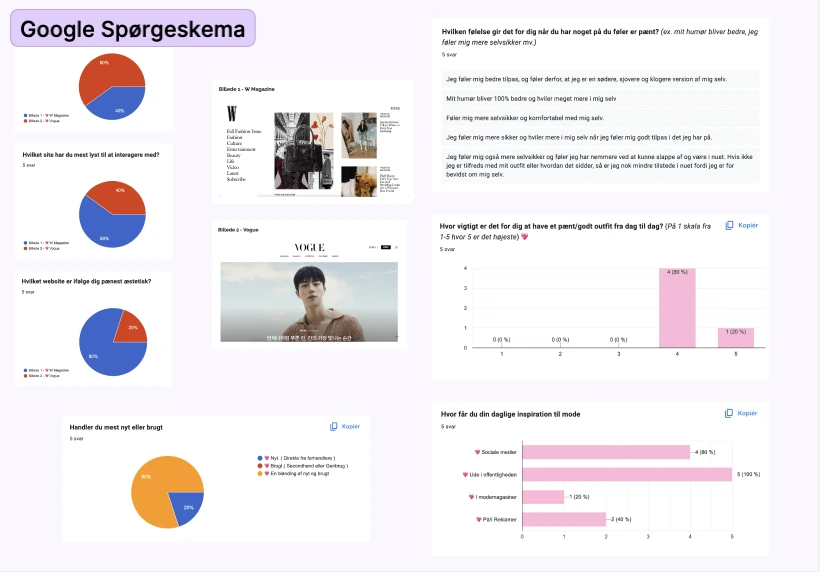 Google Spørgeskema
60%
40%
Billede 1 - W Magazine
Billede 2 - Vogue
Hvilket site har du mest lyst til at interagere med?
5 svar
40%
60%
Billede 1 - W Magazine
Billede 2 - Vogue
Hvilket website er ifølge dig pænest æstetisk?
5 svar
20%
80%
Billede 1 - W Magazine
Billede 2 - Vogue
Billede 1 - W Magazine
W
Fall Fashion Issue
Fashion
Culture
Entertainment
Beauty
Life
Video
Latest
Subscribe
Billede 2 - Vogue
VOGUE
Handler du mest nyt eller brugt
Kopiér
5 svar
80%
20%
Nyt. ( Direkte fra forhandlere )
Brugt ( Secondhand eller Genbrug )
En blanding af nyt og brugt
Hvilken følelse gir det for dig når du har noget på du føler er pænt? (ex. mit humør bliver bedre, jeg
føler mig mere selvsikker mv.)
5 svar
Jeg føler mig bedre tilpas, og føler derfor, at jeg er en sødere, sjovere og klogere version af mig selv.
Mit humør bliver 100% bedre og hviler meget mere i mig selv
Føler mig mere selvsikker og komfortabel med mig selv.
Jeg føler mig mere sikker og hviler mere i mig selv når jeg føler mig godt tilpas i det jeg har på.
Jeg føler mig også mere selvsikker og føler jeg har nemmere ved at kunne slappe af og være i nuet. Hvis ikke
jeg er tilfreds med mit outfit eller hvordan det sidder, så er jeg nok mindre tilstede i nuet fordi jeg er for
bevidst om mig selv.
Hvor vigtigt er det for dig at have et pænt/godt outfit fra dag til dag? (På 1 skala fra
1-5 hvor 5 er det højeste) 💖
Kopiér
5 svar
4
3
2
1
0
0 (0 %)
0 (0 %)
0 (0 %)
4 (80 %)
1 (20 %)
1
2
3
4
5
Hvor får du din daglige inspiration til mode
Kopiér
5 svar
💖 Sociale medier
4 (80 %)
💖 Ude i offentligheden
5 (100 %)
💖 I modemagasiner
1 (20 %)
💖 På/I Reklamer
2 (40 %)
0
1
2
3
4
5